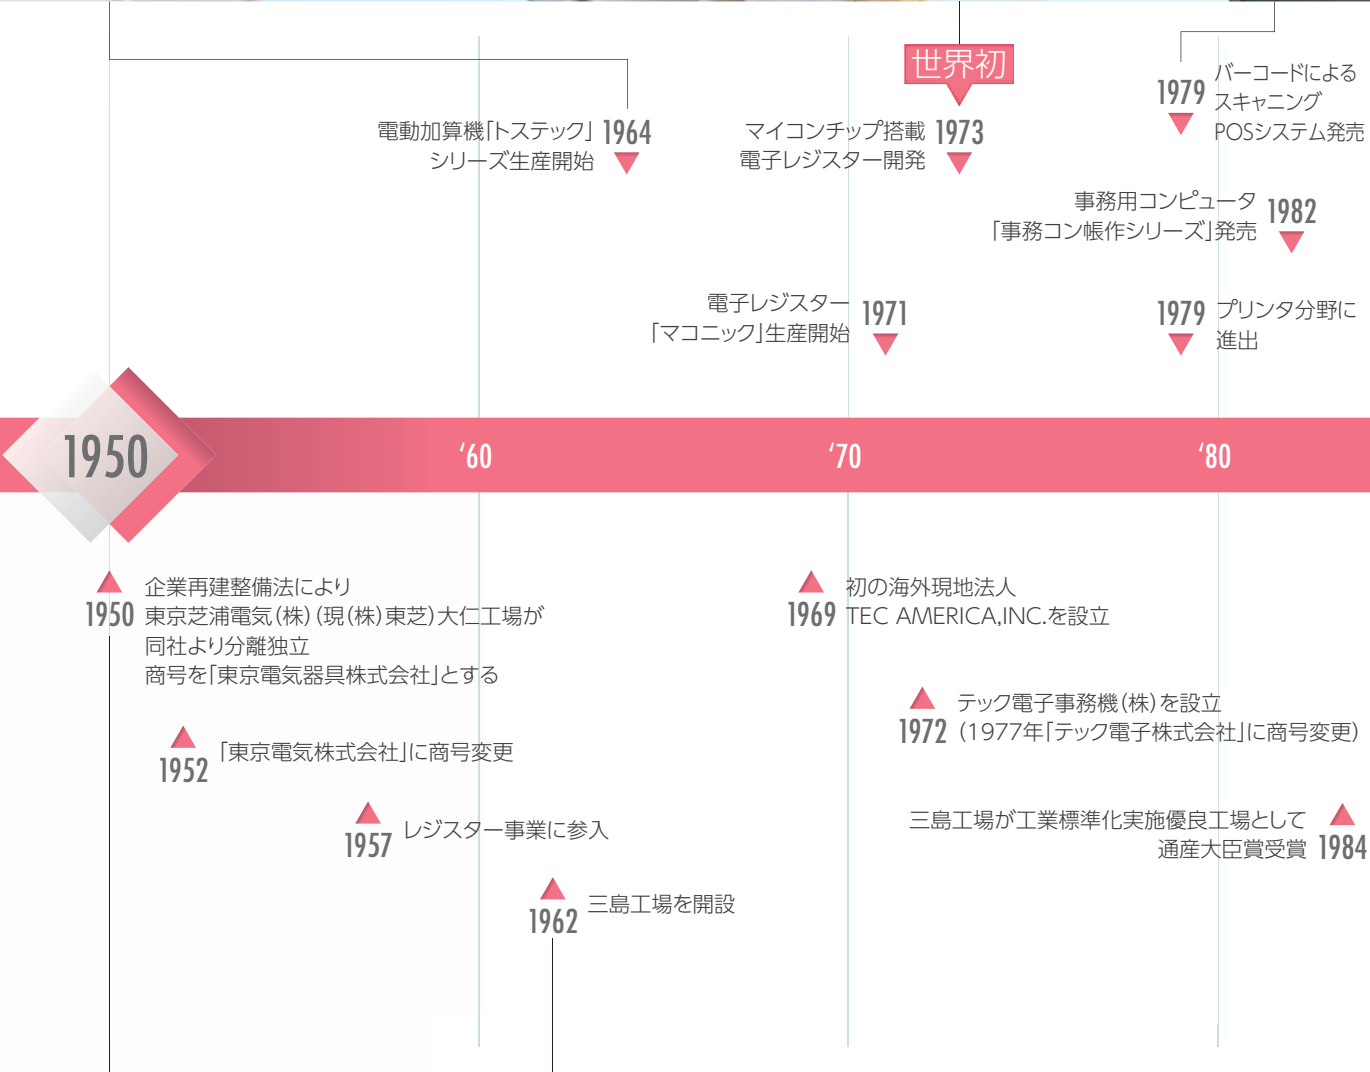 世界初
電動加算機「トステック」 1964
シリーズ生産開始
マイコンチップ搭載 1973
電子レジスター開発
1979 バーコードによる
スキャニング
POSシステム発売
事務用コンピュータ 1982
「事務コン帳作シリーズ」発売
電子レジスター 1971
「マコニック」生産開始
1979 プリンタ分野に
進出
1950
‘60
‘70
‘80
1950 企業再建整備法により
東京芝浦電気(株)(現(株)東芝)大仁工場が
同社より分離独立
商号を「東京電気器具株式会社」とする
1952 「東京電気株式会社」に商号変更
1957 レジスター事業に参入
1962 三島工場を開設
初の海外現地法人
1969 TEC AMERICA,INC.を設立
テック電子事務機(株)を設立
1972 (1977年「テック電子株式会社」に商号変更)
三島工場が工業標準化実施優良工場として
通産大臣賞受賞 1984